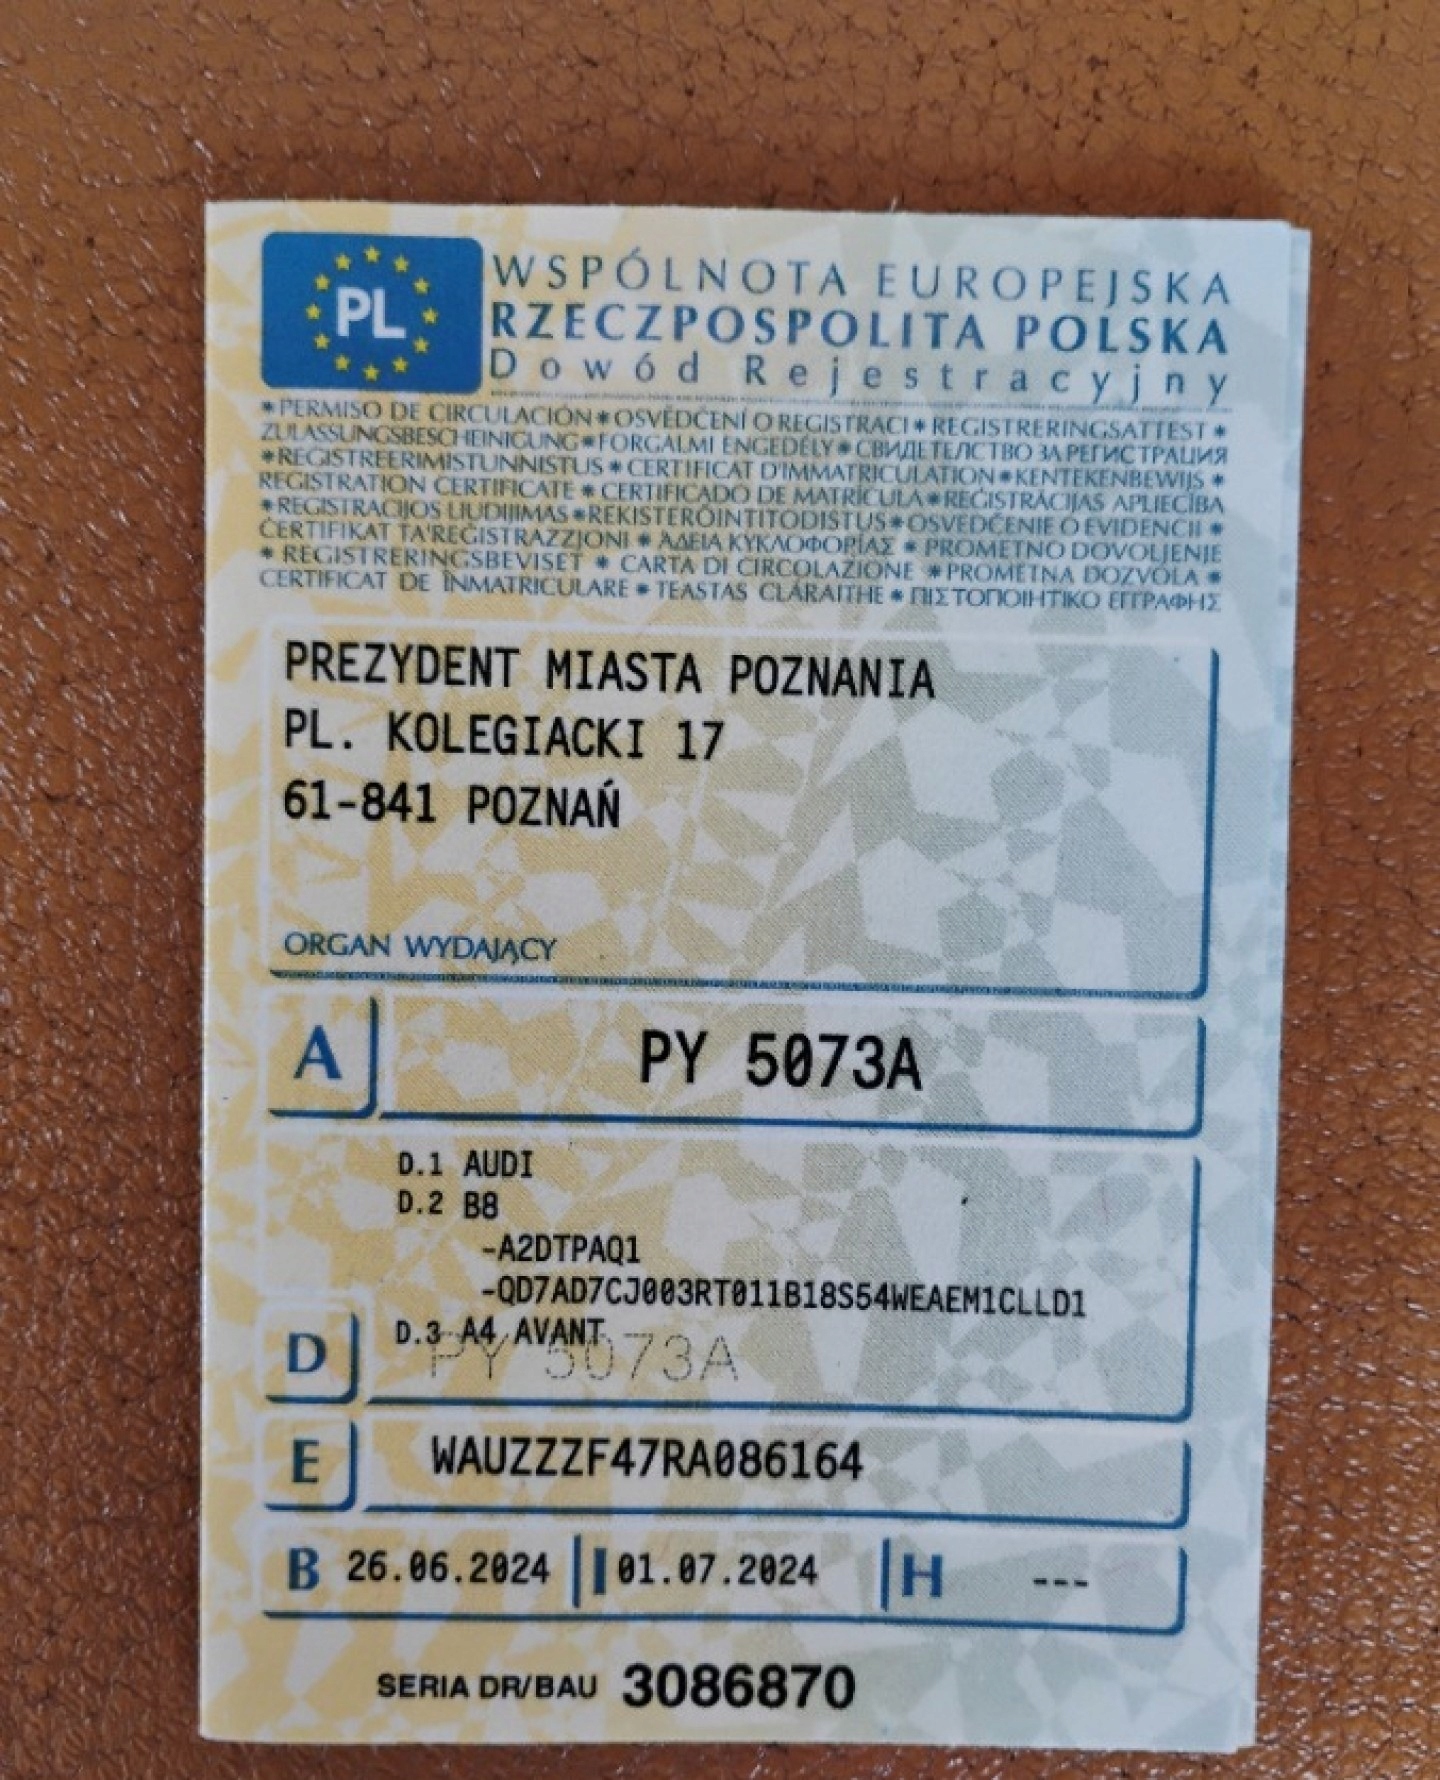 PL
WSPÓLNOTA EUROPEJSKA
RZECZPOSPOLITA POLSKA
Dowód Rejestracyjny
*PERMISO DE CIRCULACIÓN*OSVĚDČENÍ O REGISTRACI*REGISTRERINGSATTEST*
ZULASSUNGSBESCHEINIGUNG*FORGALMI ENGEDÉLY*СВИДЕТЕЛСТВО ЗА РЕГИСТРАЦИЯ
*REGISTREERIMISTUNNISTUS*CERTIFICAT D'IMMATRICULATION*KENTEKENBEWIJS*
REGISTRATION CERTIFICATE*CERTIFICADO DE MATRÍCULA*REĢISTRĀCIJAS APLIECĪBA
*REGISTRACIJOS LIUDIJIMAS*REKISTERÖINTITODISTUS*OSVEDČENIE O EVIDENCII*
ĊERTIFIKAT TA'REĠISTRAZZJONI*ΑΔΕΙΑ ΚΥΚΛΟΦΟΡΙΑΣ*PROMETNO DOVOLJENJE
*REGISTRERINGSBEVISET*CARTA DI CIRCOLAZIONE*PROMETNA DOZVOLA*
CERTIFICAT DE ÎNMATRICULARE*TEASTAS CLÁRAITHE*ΠΙΣΤΟΠΟΙΗΤΙΚΟ ΕΓΓΡΑΦΗΣ
PREZYDENT MIASTA POZNANIA
PL. KOLEGIACKI 17
61-841 POZNAŃ
ORGAN WYDAJĄCY
A PY 5073A
D.1 AUDI
D.2 B8
-A2DTPAQ1
-QD7AD7CJ003RT011B18S54WEAEM1CLLD1
D D.3 A4 AVANT
PY 5073A
E WAUZZZF47RA086164
B 26.06.2024 I 01.07.2024 H ---
SERIA DR/BAU 3086870